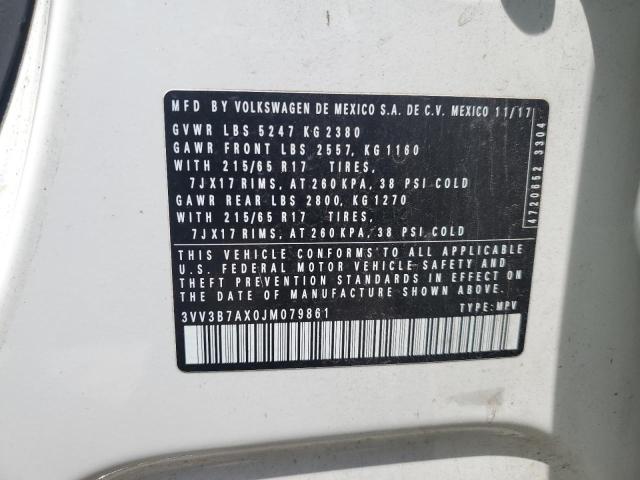 MFD BY VOLKSWAGEN DE MEXICO S.A. DE C.V. MEXICO 11/17
GVWR LBS 5247 KG 2380
GAWR FRONT LBS 2557, KG 1160
WITH 215/65 R17 TIRES,
7JX17 RIMS, AT 260 KPA, 38 PSI COLD
GAWR REAR LBS 2800, KG 1270
WITH 215/65 R17 TIRES,
7JX17 RIMS, AT 260 KPA, 38 PSI COLD
THIS VEHICLE CONFORMS TO ALL APPLICABLE
U.S. FEDERAL MOTOR VEHICLE SAFETY AND
THEFT PREVENTION STANDARDS IN EFFECT ON
THE DATE OF MANUFACTURE SHOWN ABOVE.
3VV3B7AX0JM079861 TYPE: MPV
4720652 3304